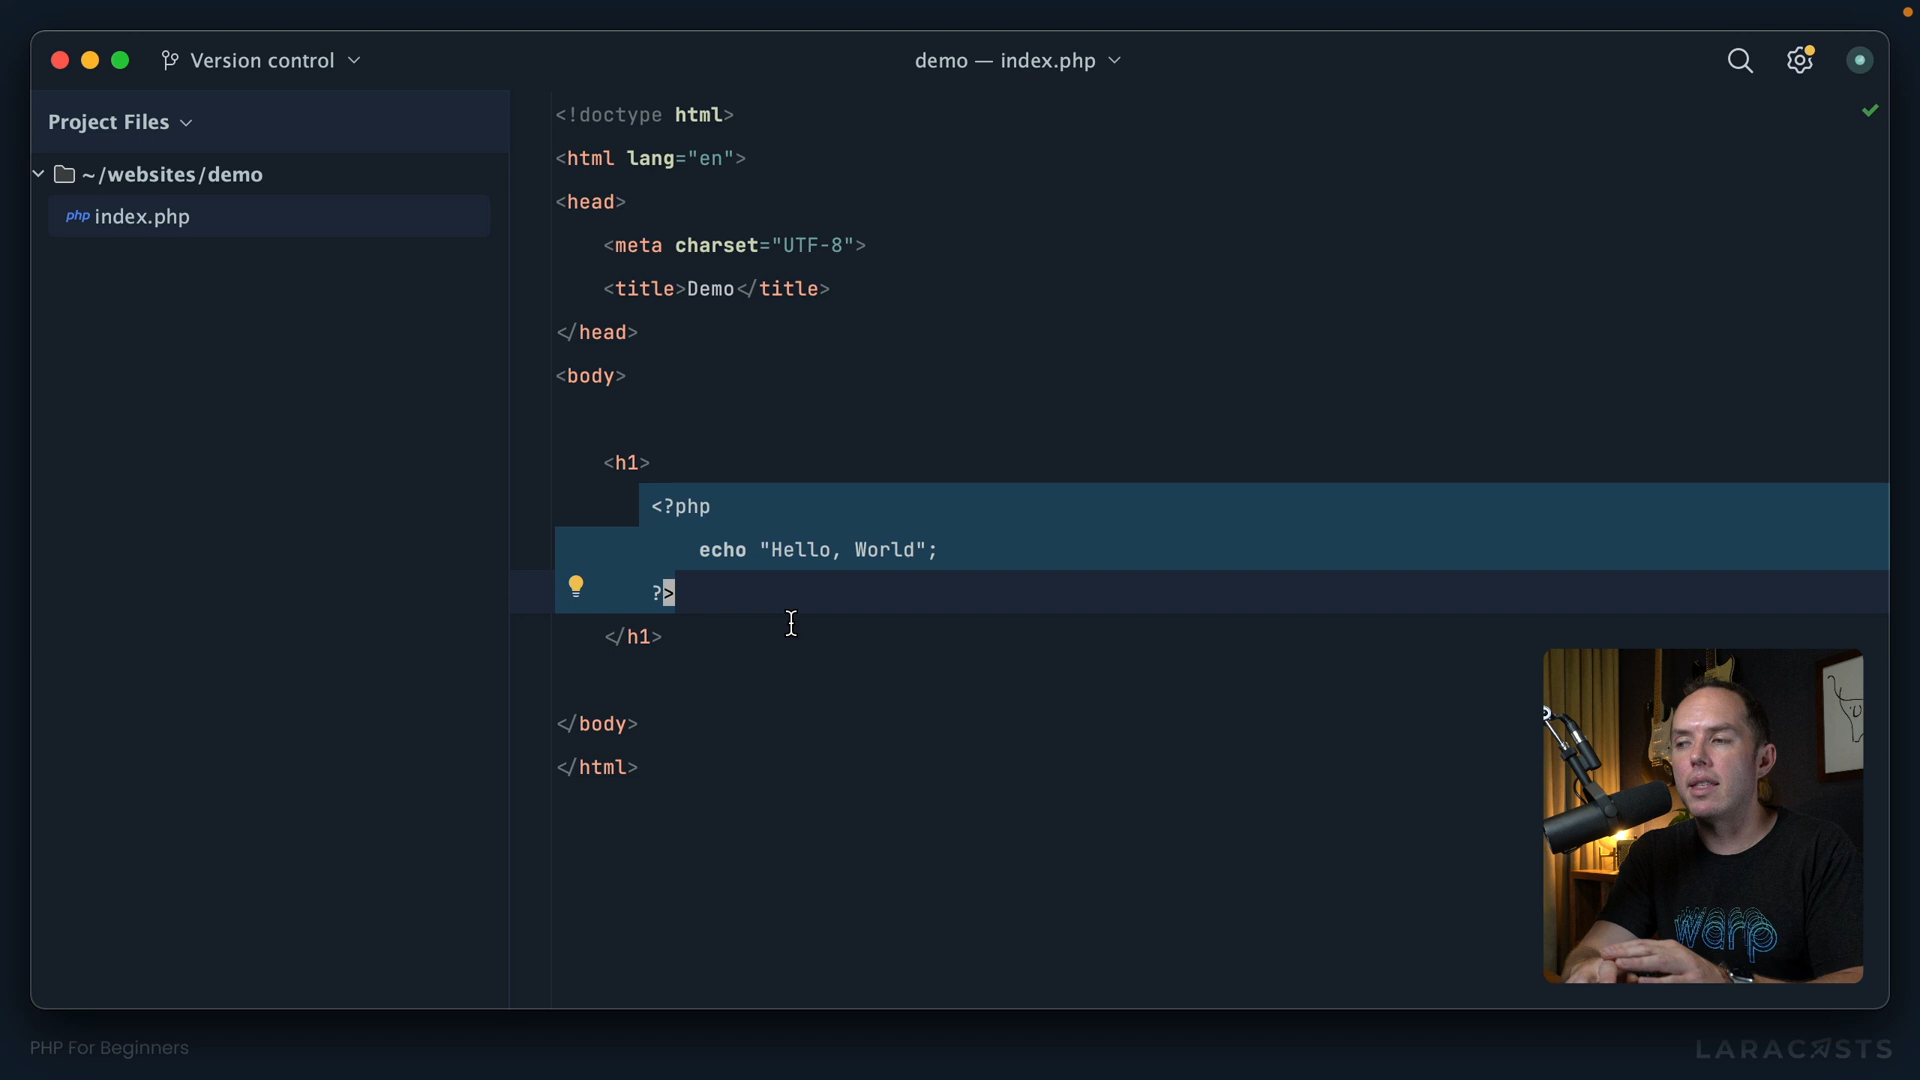 Version control
demo — index.php
Project Files
~/websites/demo
php index.php
<!doctype html>
<html lang="en">
<head>
<meta charset="UTF-8">
<title>Demo</title>
</head>
<body>
<h1>
<?php
echo "Hello, World";
?>
</h1>
</body>
</html>
warp
PHP For Beginners
LARACASTS